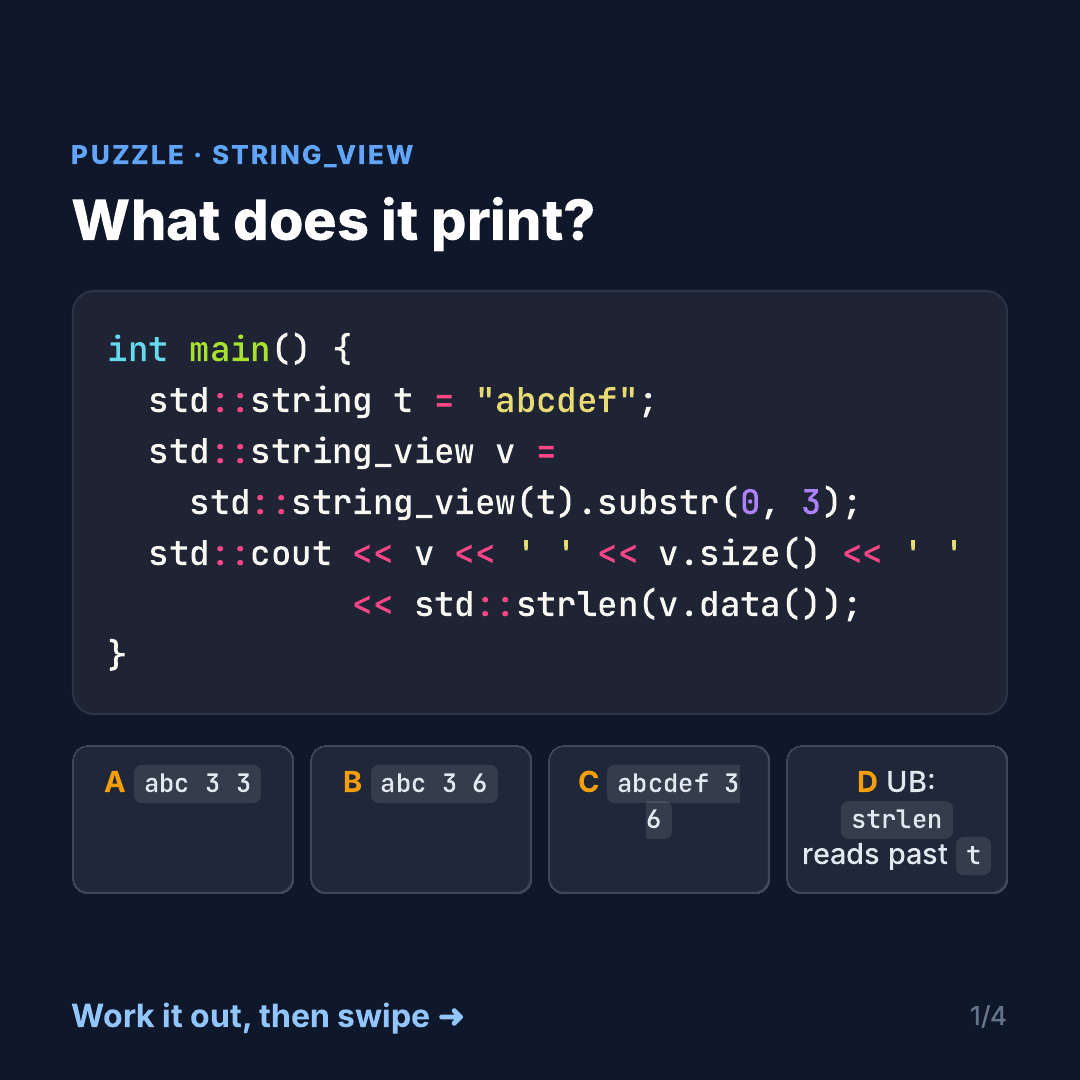 PUZZLE · STRING_VIEW
What does it print?
int main() {
  std::string t = "abcdef";
  std::string_view v =
    std::string_view(t).substr(0, 3);
  std::cout << v << ' ' << v.size() << ' '
            << std::strlen(v.data());
}
A abc 3 3
B abc 3 6
C abcdef 3
6
D UB:
strlen
reads past t
Work it out, then swipe ➜
1/4